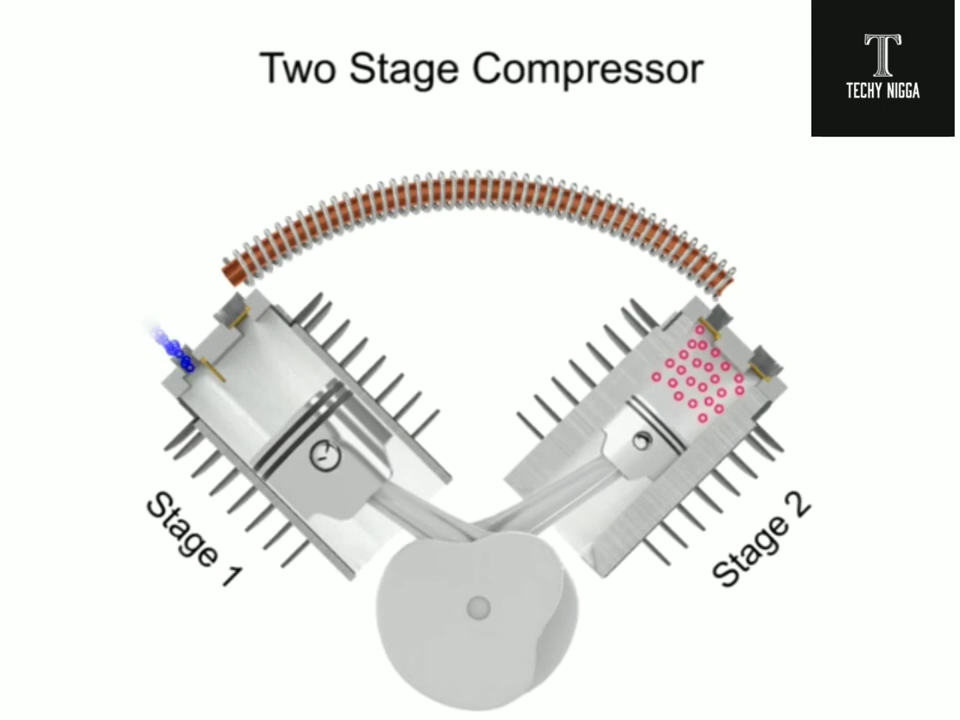 Two Stage Compressor
T
TECHY NIGGA
Stage 1
Stage 2